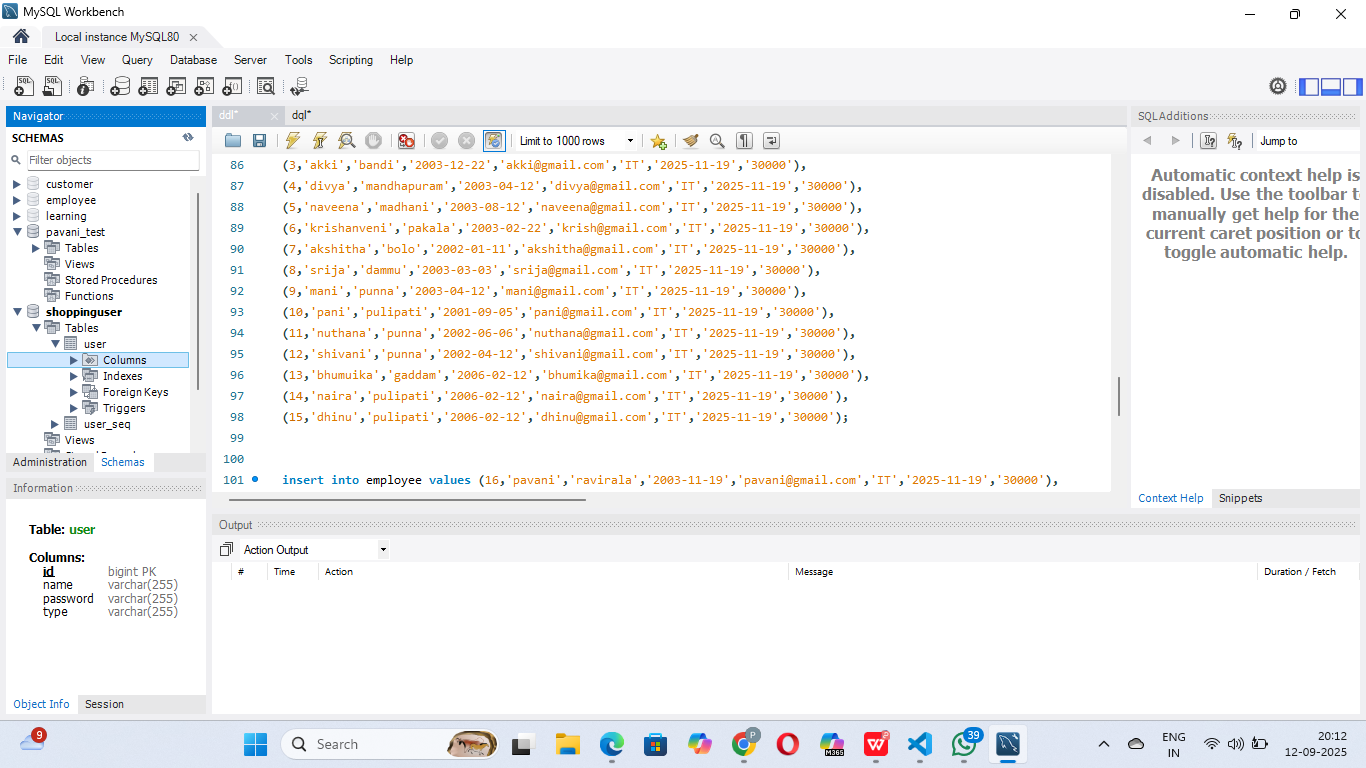 MySQL Workbench
Local instance MySQL80
File Edit View Query Database Server Tools Scripting Help
Navigator
SCHEMAS
Filter objects
customer
employee
learning
pavani_test
Tables
Views
Stored Procedures
Functions
shoppinguser
Tables
user
Columns
Indexes
Foreign Keys
Triggers
user_seq
Views
Administration Schemas
Information
Table: user
Columns:
id bigint PK
name varchar(255)
password varchar(255)
type varchar(255)
Object Info Session
ddl* dql*
Limit to 1000 rows
86 (3,'akki','bandi','2003-12-22','akki@gmail.com','IT','2025-11-19','30000'),
87 (4,'divya','mandhapuram','2003-04-12','divya@gmail.com','IT','2025-11-19','30000'),
88 (5,'naveena','madhani','2003-08-12','naveena@gmail.com','IT','2025-11-19','30000'),
89 (6,'krishanveni','pakala','2003-02-22','krish@gmail.com','IT','2025-11-19','30000'),
90 (7,'akshitha','bolo','2002-01-11','akshitha@gmail.com','IT','2025-11-19','30000'),
91 (8,'srija','dammu','2003-03-03','srija@gmail.com','IT','2025-11-19','30000'),
92 (9,'mani','punna','2003-04-12','mani@gmail.com','IT','2025-11-19','30000'),
93 (10,'pani','pulipati','2001-09-05','pani@gmail.com','IT','2025-11-19','30000'),
94 (11,'nuthana','punna','2002-06-06','nuthana@gmail.com','IT','2025-11-19','30000'),
95 (12,'shivani','punna','2002-04-12','shivani@gmail.com','IT','2025-11-19','30000'),
96 (13,'bhumuika','gaddam','2006-02-12','bhumika@gmail.com','IT','2025-11-19','30000'),
97 (14,'naira','pulipati','2006-02-12','naira@gmail.com','IT','2025-11-19','30000'),
98 (15,'dhinu','pulipati','2006-02-12','dhinu@gmail.com','IT','2025-11-19','30000');
99
100
101 insert into employee values (16,'pavani','ravirala','2003-11-19','pavani@gmail.com','IT','2025-11-19','30000'),
Output
Action Output
# Time Action Message Duration / Fetch
SQLAdditions
Jump to
Automatic context help is
disabled. Use the toolbar t
manually get help for the
current caret position or to
toggle automatic help.
Context Help Snippets
9
Search
P
M365
39
ENG
IN
20:12
12-09-2025